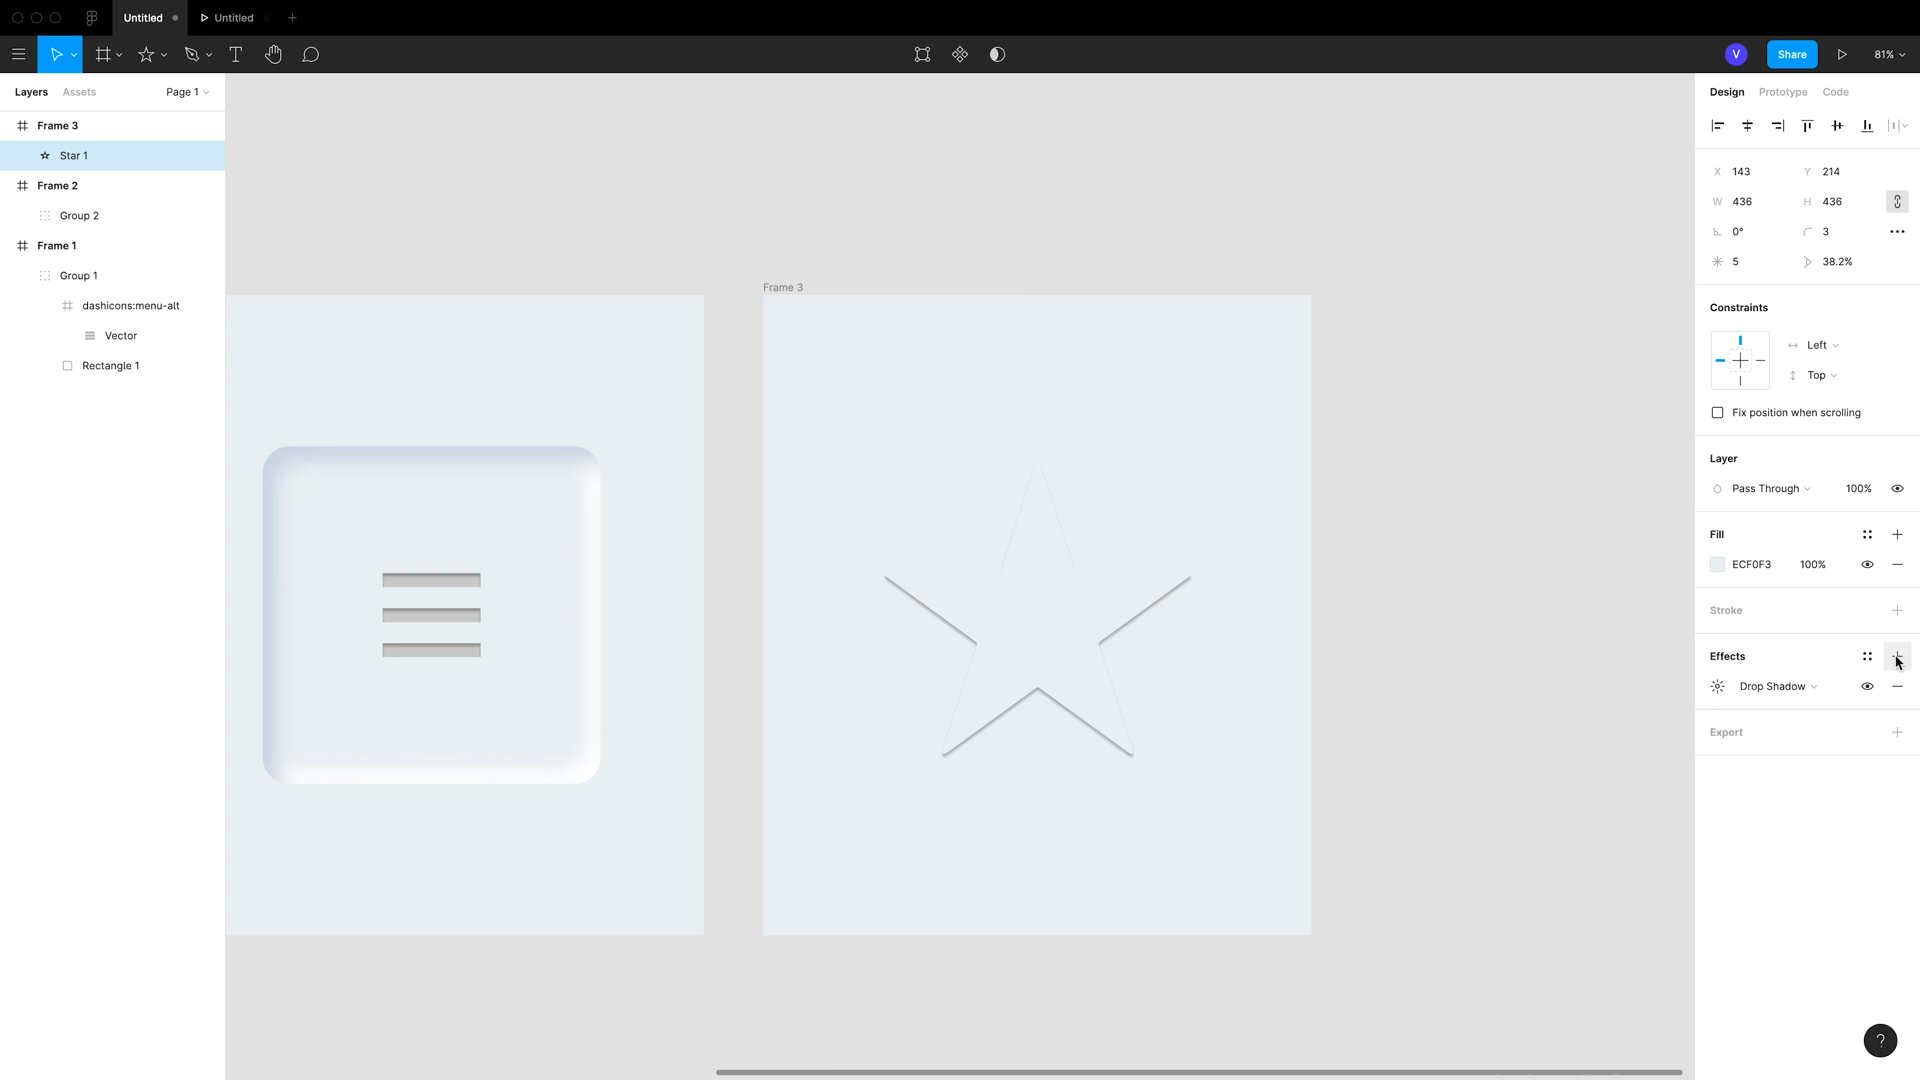 Untitled
Untitled
V
Share
81%
Layers
Assets
Page 1
Frame 3
Star 1
Frame 2
Group 2
Frame 1
Group 1
dashicons:menu-alt
Vector
Rectangle 1
Frame 3
Design
Prototype
Code
X 143
Y 214
W 436
H 436
0°
3
5
38.2%
Constraints
Left
Top
Fix position when scrolling
Layer
Pass Through
100%
Fill
ECF0F3
100%
Stroke
Effects
Drop Shadow
Export
?